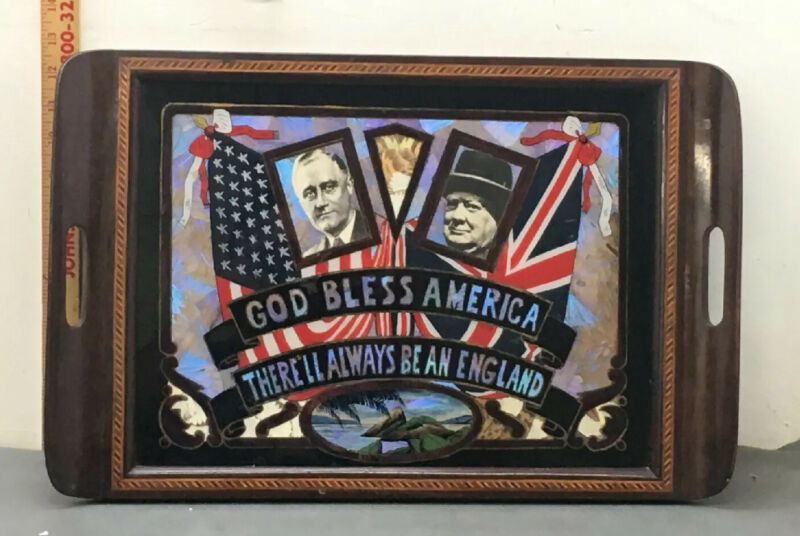 GOD BLESS AMERICA
THERE'LL ALWAYS BE AN ENGLAND